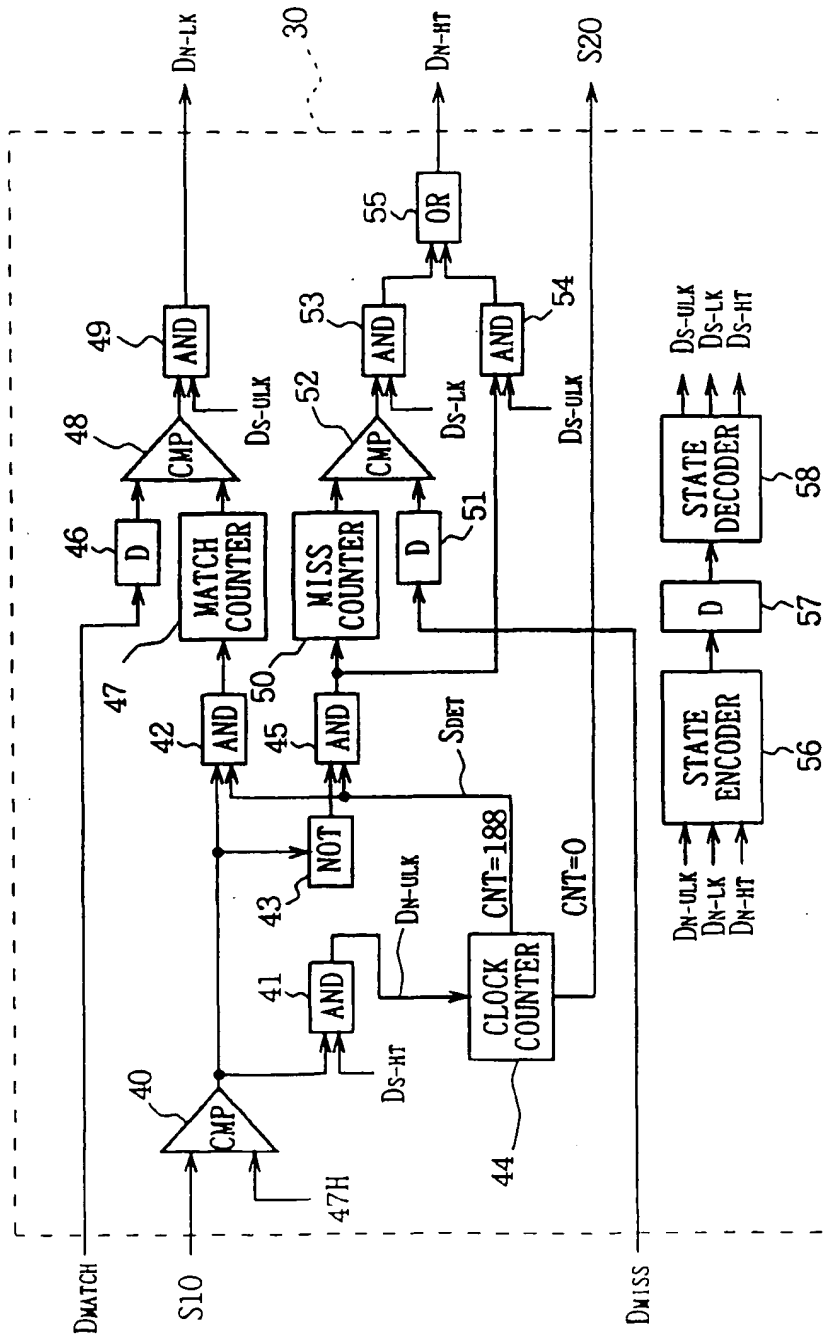 DN-LK
DN-HT
S20
30
55
OR
49
AND
53
AND
54
AND
DS-ULK
DS-LK
DS-ULK
48
CMP
52
CMP
46
D
51
D
47
MATCH
COUNTER
50
MISS
COUNTER
42
AND
45
AND
43
NOT
SDET
41
AND
DN-ULK
CNT=188
CNT=0
DS-HT
44
CLOCK
COUNTER
40
CMP
47H
DMATCH
S10
DMISS
DN-ULK
DN-LK
DN-HT
STATE
ENCODER
56
D
57
STATE
DECODER
58
DS-ULK
DS-LK
DS-HT